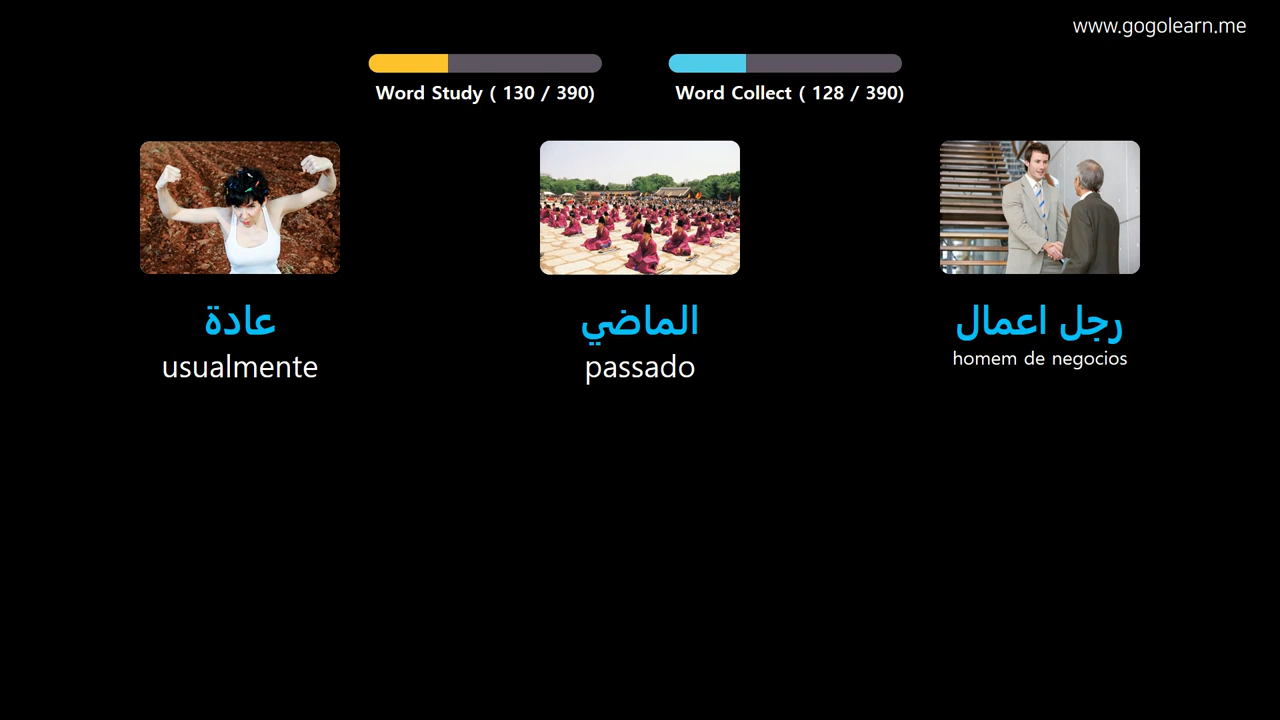 www.gogolearn.me
Word Study ( 130 / 390)
Word Collect ( 128 / 390)
عادة
usualmente
الماضي
passado
رجل اعمال
homem de negocios